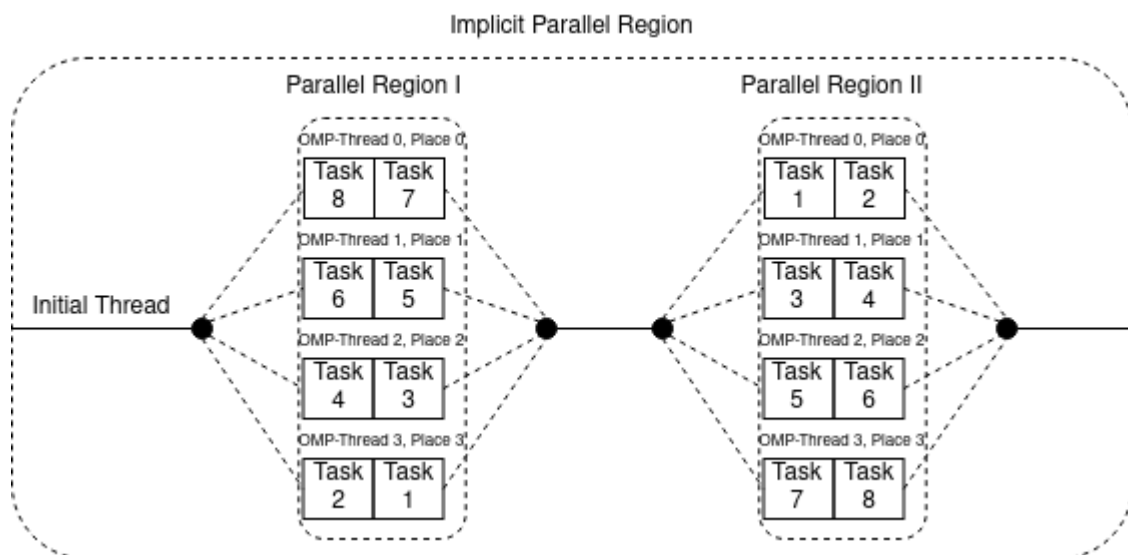 Implicit Parallel Region
Parallel Region I
OMP-Thread 0, Place 0
Task 8
Task 7
OMP-Thread 1, Place 1
Task 6
Task 5
OMP-Thread 2, Place 2
Task 4
Task 3
OMP-Thread 3, Place 3
Task 2
Task 1
Initial Thread
Parallel Region II
OMP-Thread 0, Place 0
Task 1
Task 2
OMP-Thread 1, Place 1
Task 3
Task 4
OMP-Thread 2, Place 2
Task 5
Task 6
OMP-Thread 3, Place 3
Task 7
Task 8